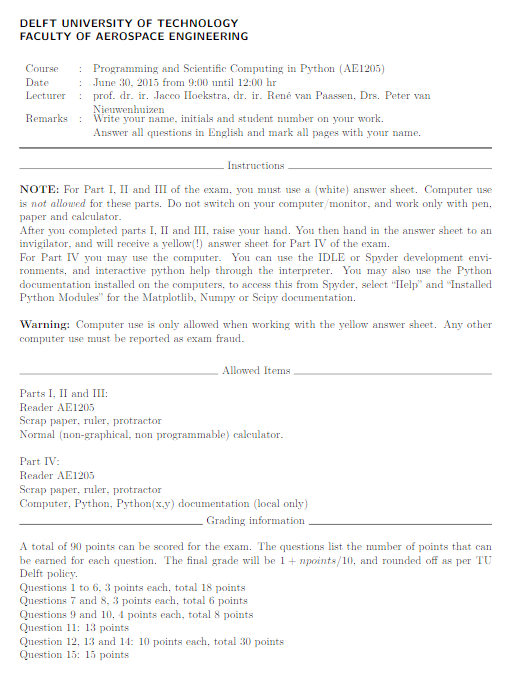 DELFT UNIVERSITY OF TECHNOLOGY
FACULTY OF AEROSPACE ENGINEERING
Course : Programming and Scientific Computing in Python (AE1205)
Date : June 30, 2015 from 9:00 until 12:00 hr
Lecturer : prof. dr. ir. Jacco Hoekstra, dr. ir. René van Paassen, Drs. Peter van
Nieuwenhuizen
Remarks : Write your name, initials and student number on your work.
Answer all questions in English and mark all pages with your name.
Instructions
NOTE: For Part I, II and III of the exam, you must use a (white) answer sheet. Computer use
is not allowed for these parts. Do not switch on your computer/monitor, and work only with pen,
paper and calculator.
After you completed parts I, II and III, raise your hand. You then hand in the answer sheet to an
invigilator, and will receive a yellow(!) answer sheet for Part IV of the exam.
For Part IV you may use the computer. You can use the IDLE or Spyder development envi-
ronments, and interactive python help through the interpreter. You may also use the Python
documentation installed on the computers, to access this from Spyder, select “Help” and “Installed
Python Modules” for the Matplotlib, Numpy or Scipy documentation.
Warning: Computer use is only allowed when working with the yellow answer sheet. Any other
computer use must be reported as exam fraud.
Allowed Items
Parts I, II and III:
Reader AE1205
Scrap paper, ruler, protractor
Normal (non-graphical, non programmable) calculator.
Part IV:
Reader AE1205
Scrap paper, ruler, protractor
Computer, Python, Python(x,y) documentation (local only)
Grading information
A total of 90 points can be scored for the exam. The questions list the number of points that can
be earned for each question. The final grade will be 1 + npoints/10, and rounded off as per TU
Delft policy.
Questions 1 to 6, 3 points each, total 18 points
Questions 7 and 8, 3 points each, total 6 points
Questions 9 and 10, 4 points each, total 8 points
Question 11: 13 points
Question 12, 13 and 14: 10 points each, total 30 points
Question 15: 15 points